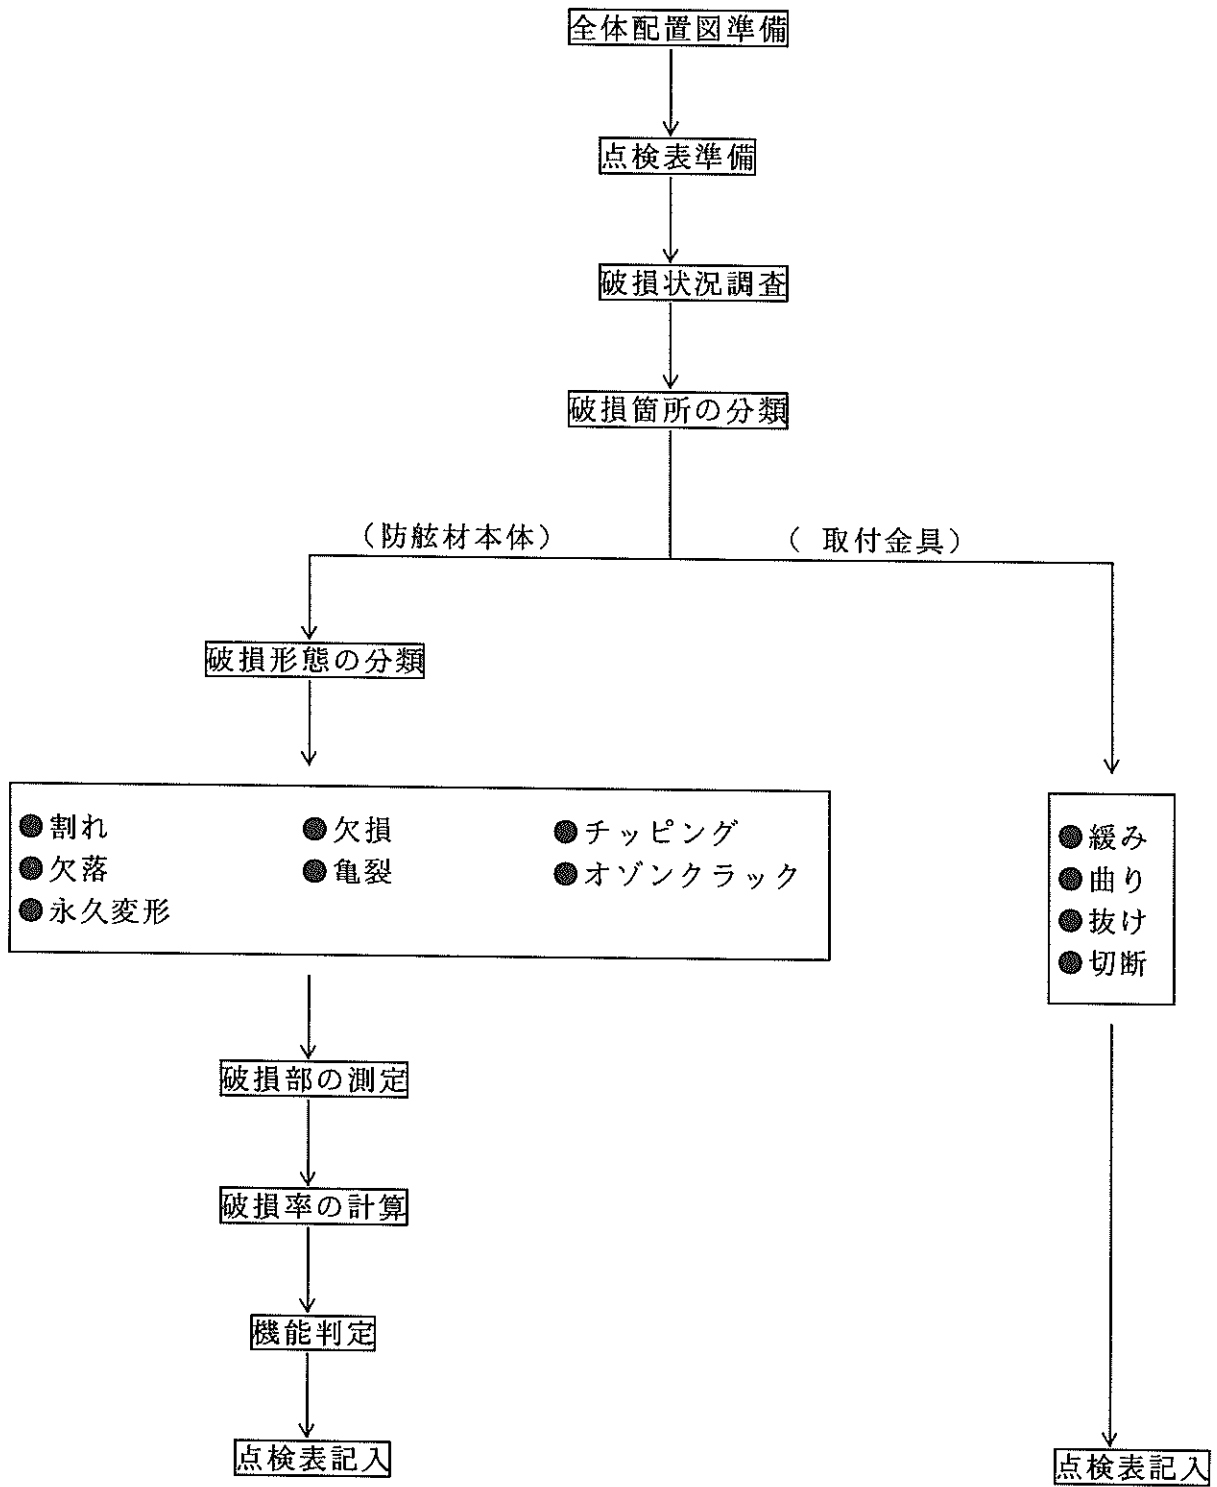 全体配置図準備
点検表準備
破損状況調査
破損箇所の分類
（防舷材本体）
（ 取付金具）
破損形態の分類
●割れ ●欠損 ●チッピング
●欠落 ●亀裂 ●オゾンクラック
●永久変形
●緩み
●曲り
●抜け
●切断
破損部の測定
破損率の計算
機能判定
点検表記入
点検表記入